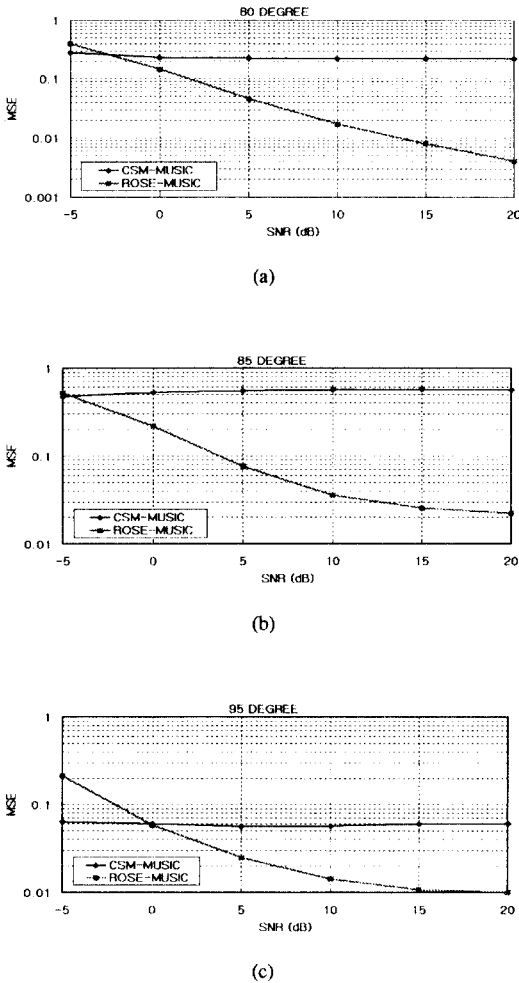 80 DEGREE
1
0.1
0.01
0.001
MSE
CSM-MUSIC
ROSE-MUSIC
-5 0 5 10 15 20
SNR (dB)
(a)
85 DEGREE
1
0.1
0.01
MSE
CSM-MUSIC
ROSE-MUSIC
-5 0 5 10 15 20
SNR (dB)
(b)
95 DEGREE
1
0.1
0.01
MSE
CSM-MUSIC
ROSE-MUSIC
-5 0 5 10 15 20
SNR (dB)
(c)